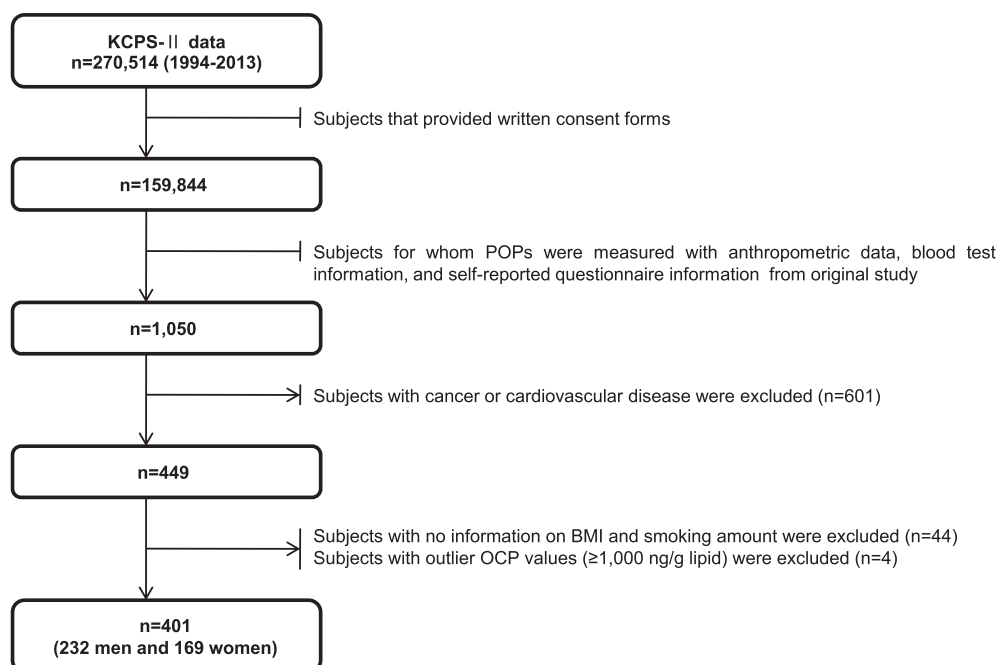 KCPS-Ⅱ data
n=270,514 (1994-2013)
Subjects that provided written consent forms
n=159,844
Subjects for whom POPs were measured with anthropometric data, blood test
information, and self-reported questionnaire information from original study
n=1,050
Subjects with cancer or cardiovascular disease were excluded (n=601)
n=449
Subjects with no information on BMI and smoking amount were excluded (n=44)
Subjects with outlier OCP values (≥1,000 ng/g lipid) were excluded (n=4)
n=401
(232 men and 169 women)